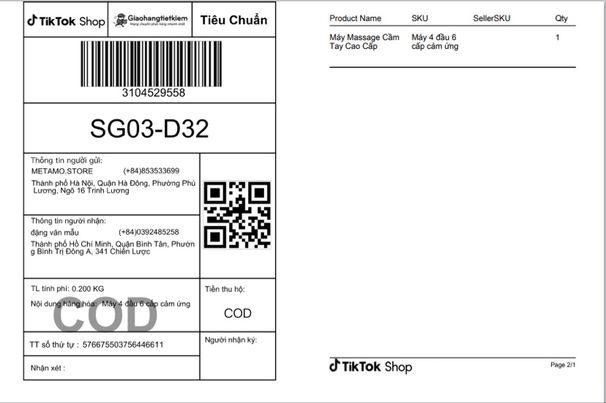 TikTok Shop
Giaohangtietkiem
Tiêu Chuẩn
3104529558
SG03-D32
Thông tin người gửi:
METAMO.STORE (+84)853533699
Thành phố Hà Nội, Quận Hà Đông, Phường Phú
Lương, Ngõ 16 Trinh Lương
Thông tin người nhận:
đặng văn mẫu (+84)0392485258
Thành phố Hồ Chí Minh, Quận Bình Tân, Phườn
g Bình Trị Đông A, 341 Chiến Lược
TL tính phí: 0.200 KG
Nội dung hàng hóa: Máy 4 đầu 6 cấp cảm ứng
COD
Tiền thu hộ:
COD
TT số thứ tự : 576675503756446611
Người nhận ký:
Nhận xét :
Product Name SKU SellerSKU Qty
Máy Massage Cầm Máy 4 đầu 6 1
Tay Cao Cấp cấp cảm ứng
TikTok Shop
Page 2/1